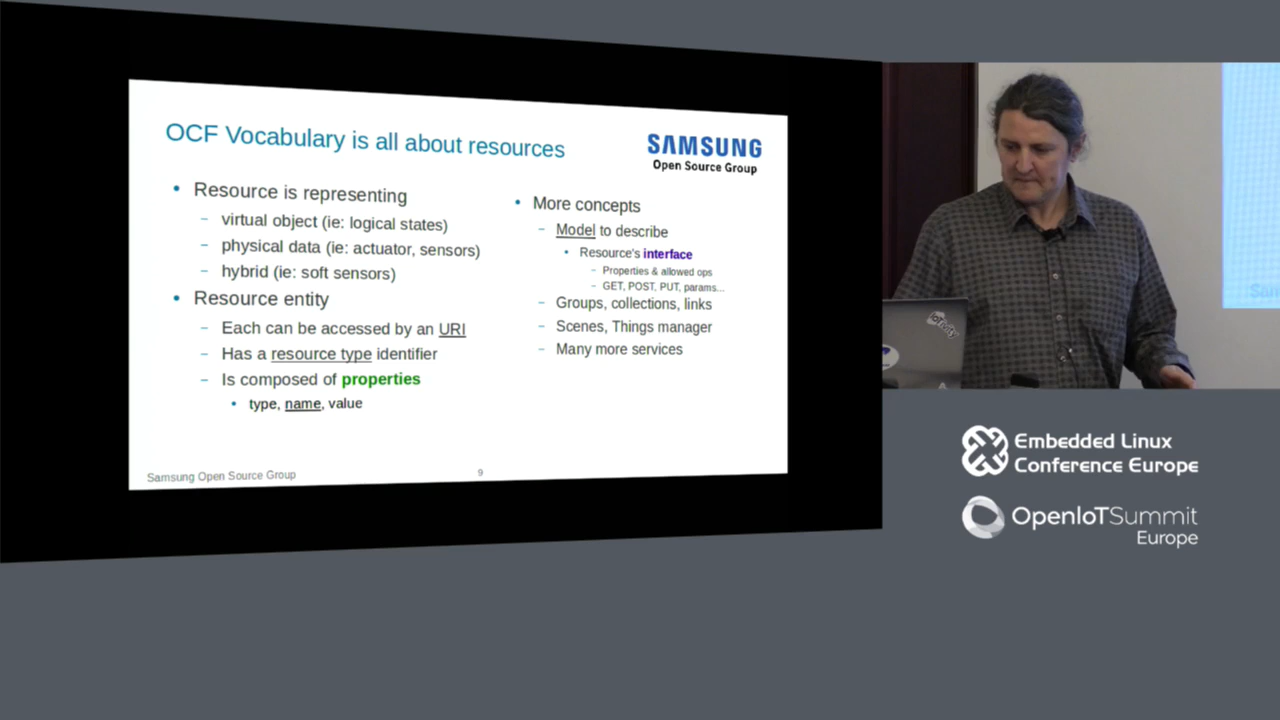 OCF Vocabulary is all about resources
SAMSUNG
Open Source Group
• Resource is representing
– virtual object (ie: logical states)
– physical data (ie: actuator, sensors)
– hybrid (ie: soft sensors)
• Resource entity
– Each can be accessed by an URI
– Has a resource type identifier
– Is composed of properties
• type, name, value
• More concepts
– Model to describe
• Resource's interface
– Properties & allowed ops
– GET, POST, PUT, params...
– Groups, collections, links
– Scenes, Things manager
– Many more services
Samsung Open Source Group
9
iotivity
Sam
Embedded Linux
Conference Europe
OpenIoTSummit
Europe